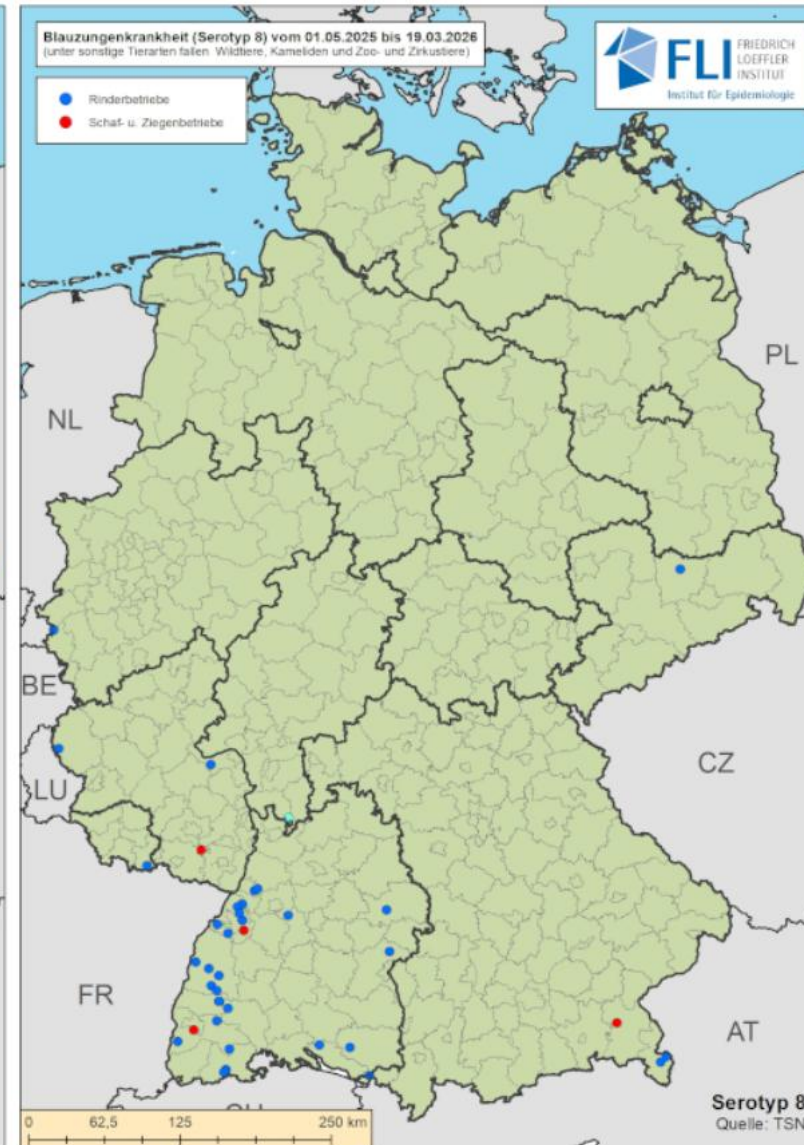 Blauzungenkrankheit (Serotyp 8) vom 01.05.2025 bis 19.03.2026
(unter sonstige Tierarten fallen Wildtiere, Kameliden und Zoo- und Zirkustiere)
Rinderbetriebe
Schaf- u. Ziegenbetriebe
FLI
FRIEDRICH
LOEFFLER
INSTITUT
Institut für Epidemiologie
PL
NL
BE
LU
CZ
FR
AT
Serotyp 8
Quelle: TSN
0 62,5 125 250 km